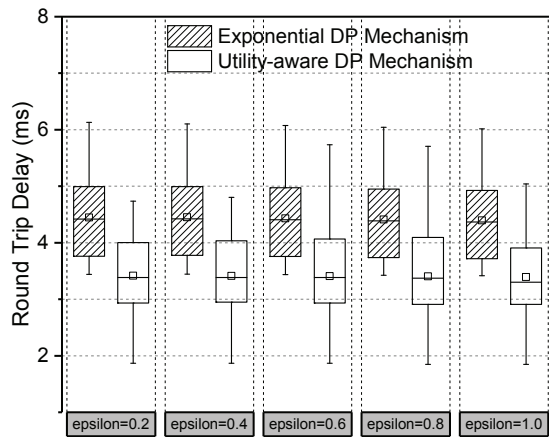 8
6
4
2
Round Trip Delay (ms)
Exponential DP Mechanism
Utility-aware DP Mechanism
epsilon=0.2
epsilon=0.4
epsilon=0.6
epsilon=0.8
epsilon=1.0